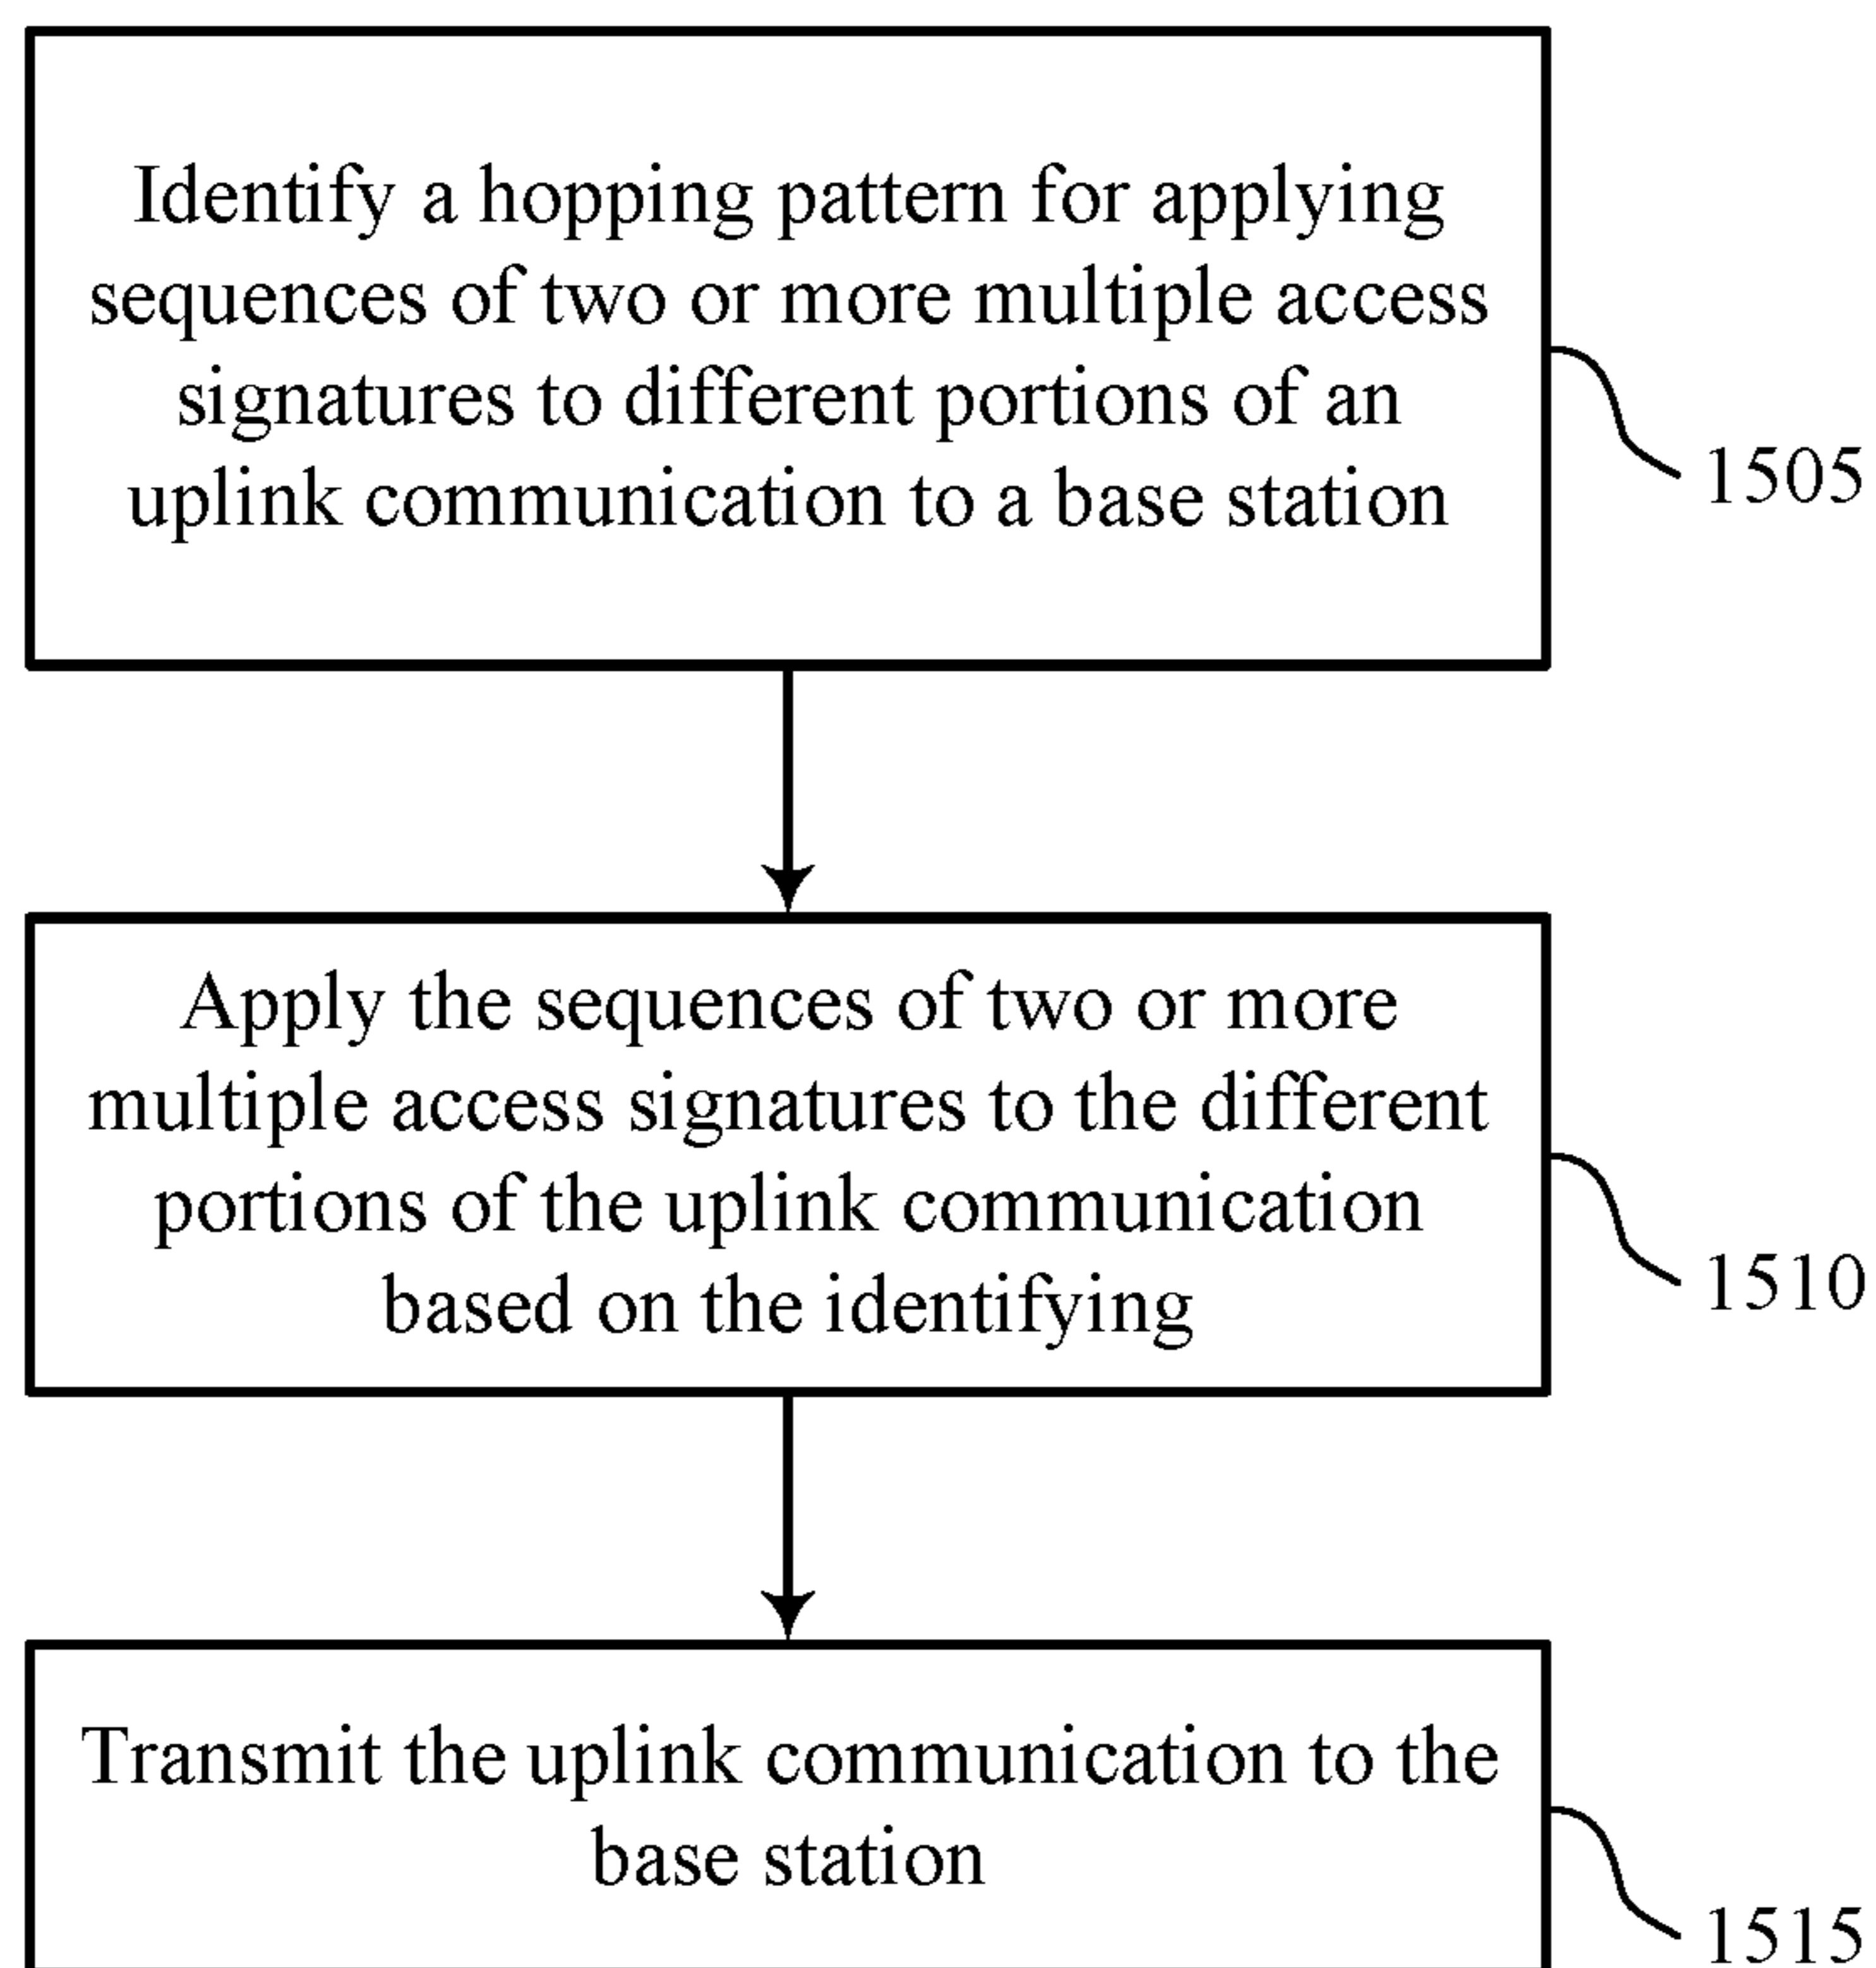 Identify a hopping pattern for applying
sequences of two or more multiple access
signatures to different portions of an
uplink communication to a base station
1505
Apply the sequences of two or more
multiple access signatures to the different
portions of the uplink communication
based on the identifying
1510
Transmit the uplink communication to the
base station
1515